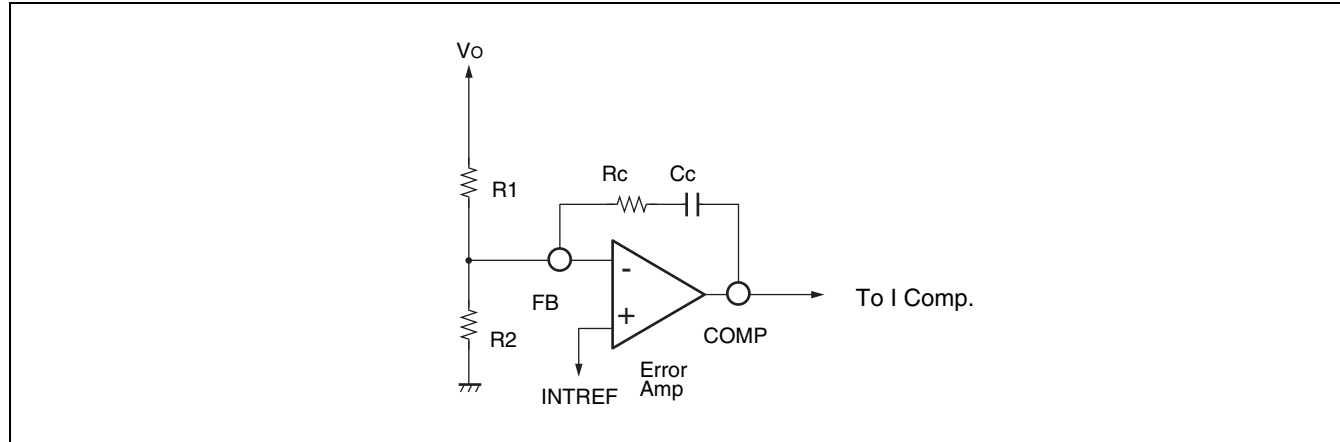 Vo
R1
Rc Cc
-
FB
+
R2
COMP
To I Comp.
Error
Amp
INTREF